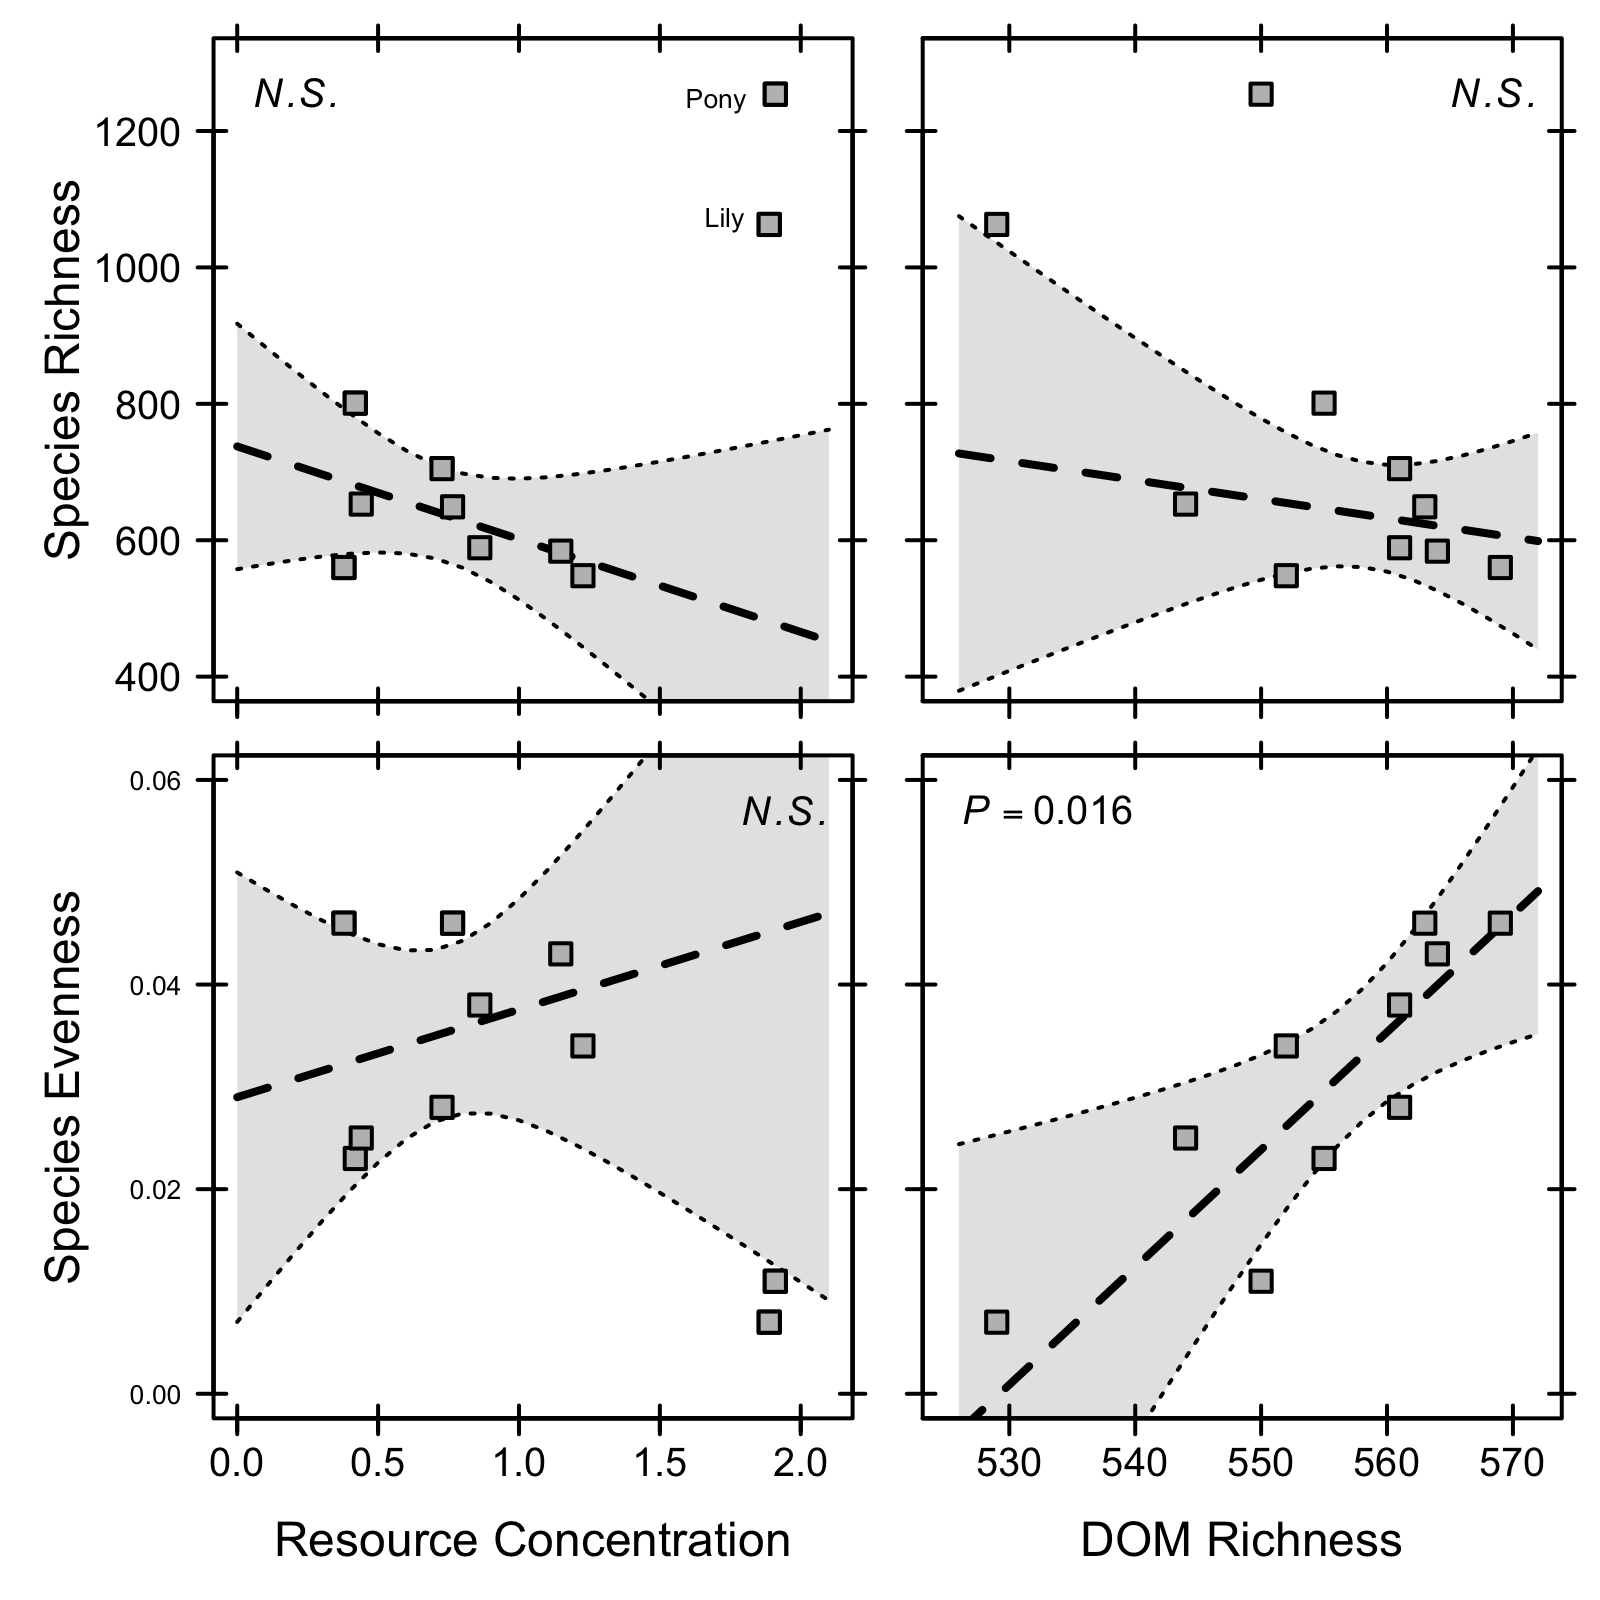 N.S.
Pony
Lily
N.S.
1200
1000
800
600
400
Species Richness
N.S.
P = 0.016
0.06
0.04
0.02
0.00
Species Evenness
0.0 0.5 1.0 1.5 2.0
530 540 550 560 570
Resource Concentration
DOM Richness